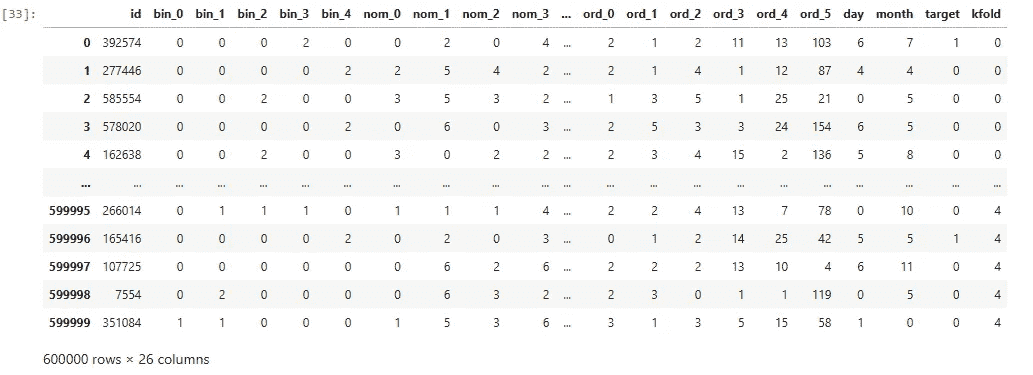 [33]: id bin_0 bin_1 bin_2 bin_3 bin_4 nom_0 nom_1 nom_2 nom_3 ... ord_0 ord_1 ord_2 ord_3 ord_4 ord_5 day month target kfold
0 392574 0 0 0 2 0 0 2 0 4 ... 2 1 2 11 13 103 6 7 1 0
1 277446 0 0 0 0 2 2 5 4 2 ... 2 1 4 1 12 87 4 4 0 0
2 585554 0 0 2 0 0 3 5 3 2 ... 1 3 5 1 25 21 0 5 0 0
3 578020 0 0 0 0 2 0 6 0 3 ... 2 5 3 3 24 154 6 5 0 0
4 162638 0 0 2 0 0 3 0 2 2 ... 2 3 4 15 2 136 5 8 0 0
... ... ... ... ... ... ... ... ... ... ... ... ... ... ... ... ... ... ... ... ... ...
599995 266014 0 1 1 1 0 1 1 1 4 ... 2 2 4 13 7 78 0 10 0 4
599996 165416 0 0 0 0 2 0 2 0 3 ... 0 1 2 14 25 42 5 5 1 4
599997 107725 0 0 0 0 0 0 6 2 6 ... 2 2 2 13 10 4 6 11 0 4
599998 7554 0 2 0 0 0 0 6 3 2 ... 2 3 0 1 1 119 0 5 0 4
599999 351084 1 1 0 0 0 1 5 3 6 ... 3 1 3 5 15 58 1 0 0 4
600000 rows × 26 columns